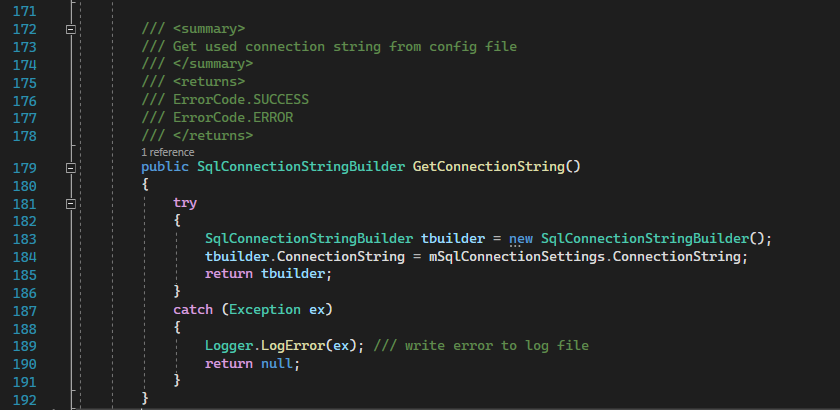 171
172 /// <summary>
173 /// Get used connection string from config file
174 /// </summary>
175 /// <returns>
176 /// ErrorCode.SUCCESS
177 /// ErrorCode.ERROR
178 /// </returns>
1 reference
179 public SqlConnectionStringBuilder GetConnectionString()
180 {
181 try
182 {
183 SqlConnectionStringBuilder tbuilder = new SqlConnectionStringBuilder();
184 tbuilder.ConnectionString = mSqlConnectionSettings.ConnectionString;
185 return tbuilder;
186 }
187 catch (Exception ex)
188 {
189 Logger.LogError(ex); /// write error to log file
190 return null;
191 }
192 }